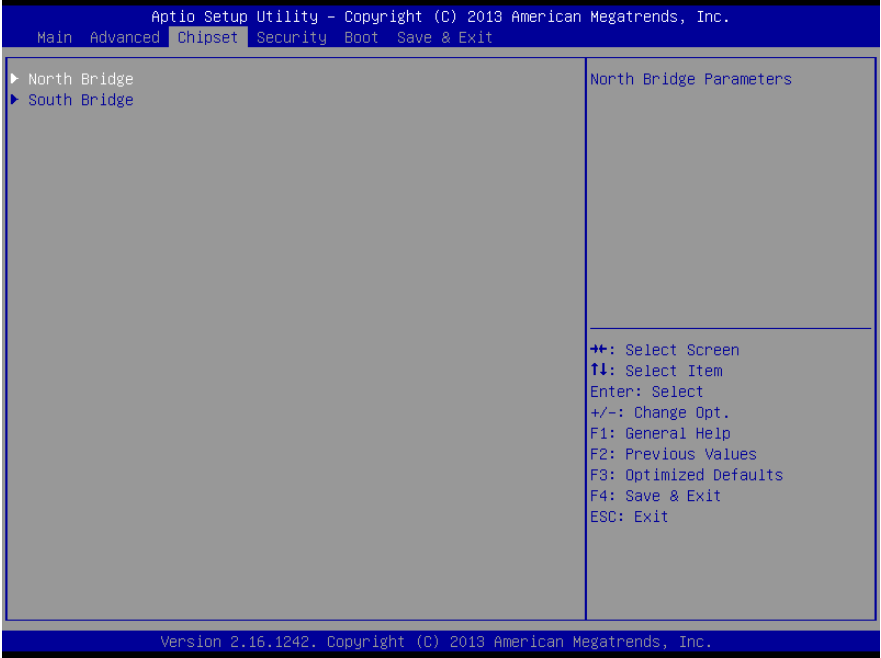 Aptio Setup Utility – Copyright (C) 2013 American Megatrends, Inc.
Main Advanced Chipset Security Boot Save & Exit
▶ North Bridge
▶ South Bridge
North Bridge Parameters
→←: Select Screen
↑↓: Select Item
Enter: Select
+/-: Change Opt.
F1: General Help
F2: Previous Values
F3: Optimized Defaults
F4: Save & Exit
ESC: Exit
Version 2.16.1242. Copyright (C) 2013 American Megatrends, Inc.